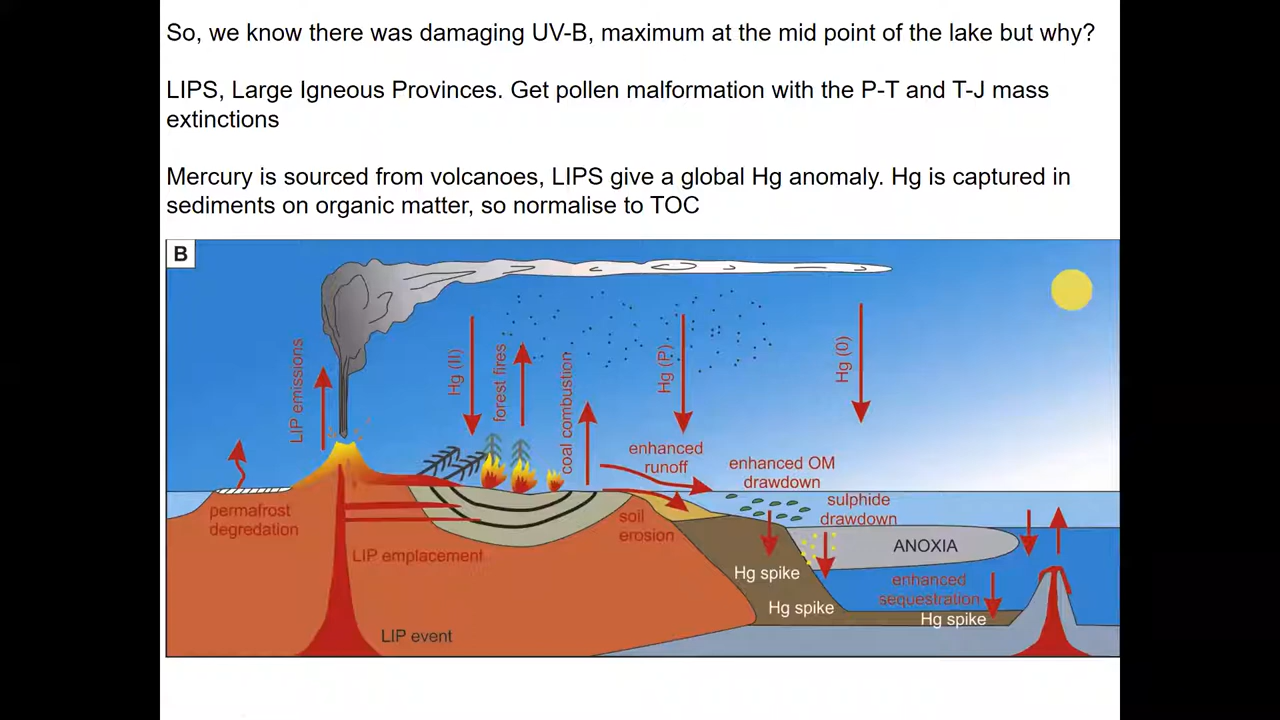 So, we know there was damaging UV-B, maximum at the mid point of the lake but why?
LIPS, Large Igneous Provinces. Get pollen malformation with the P-T and T-J mass
extinctions
Mercury is sourced from volcanoes, LIPS give a global Hg anomaly. Hg is captured in
sediments on organic matter, so normalise to TOC
B
LIP emissions
Hg (II)
forest fires
coal combustion
Hg (P)
Hg (0)
enhanced
runoff
enhanced OM
drawdown
sulphide
drawdown
permafrost
degredation
soil
erosion
LIP emplacement
ANOXIA
Hg spike
enhanced
sequestration
Hg spike
Hg spike
LIP event